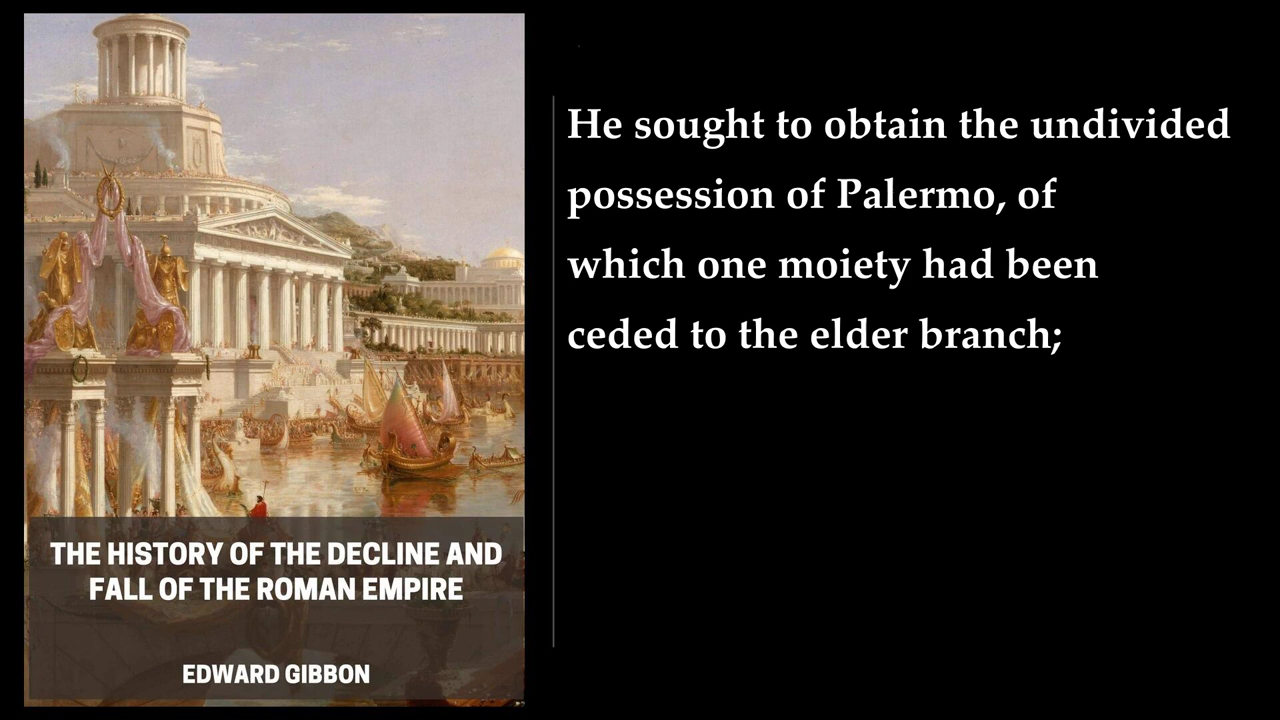 THE HISTORY OF THE DECLINE AND
FALL OF THE ROMAN EMPIRE
EDWARD GIBBON
He sought to obtain the undivided
possession of Palermo, of
which one moiety had been
ceded to the elder branch;